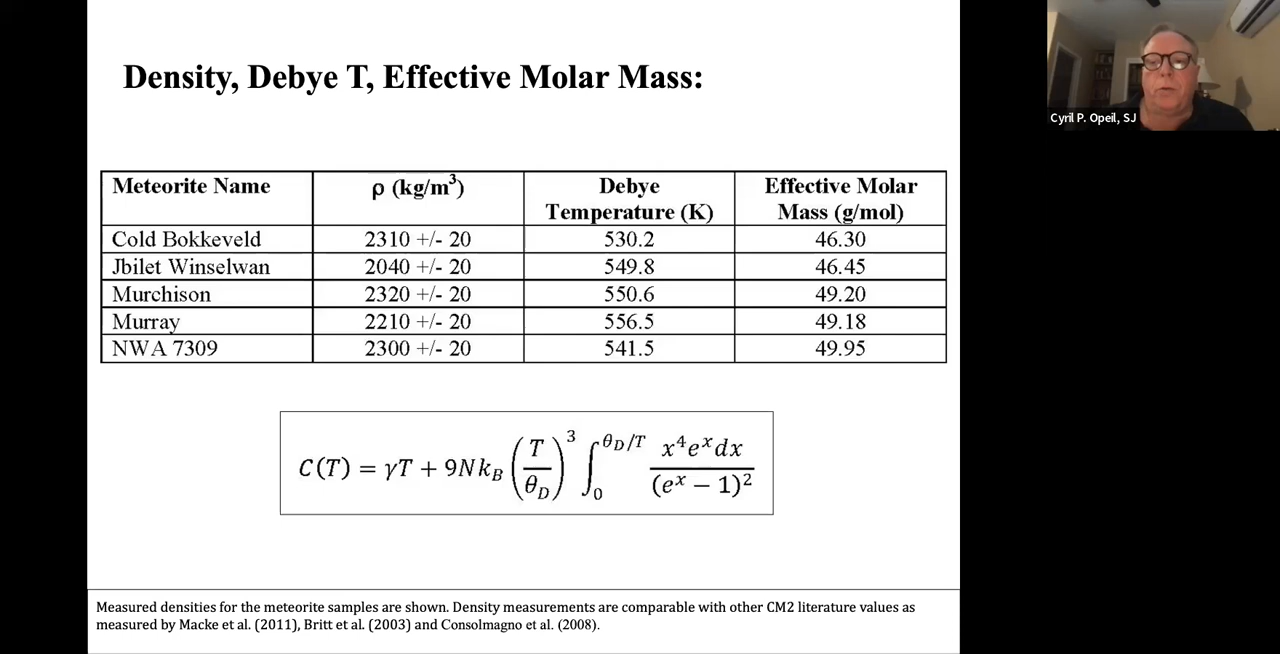 Density, Debye T, Effective Molar Mass:
Cyril P. Opeil, SJ
Meteorite Name ρ (kg/m³) Debye Temperature (K) Effective Molar Mass (g/mol)
Cold Bokkeveld 2310 +/- 20 530.2 46.30
Jbilet Winselwan 2040 +/- 20 549.8 46.45
Murchison 2320 +/- 20 550.6 49.20
Murray 2210 +/- 20 556.5 49.18
NWA 7309 2300 +/- 20 541.5 49.95
C(T) = γT + 9Nk_B (T/θ_D)³ ∫₀^(θ_D/T) x⁴eˣdx/(eˣ − 1)²
Measured densities for the meteorite samples are shown. Density measurements are comparable with other CM2 literature values as
measured by Macke et al. (2011), Britt et al. (2003) and Consolmagno et al. (2008).